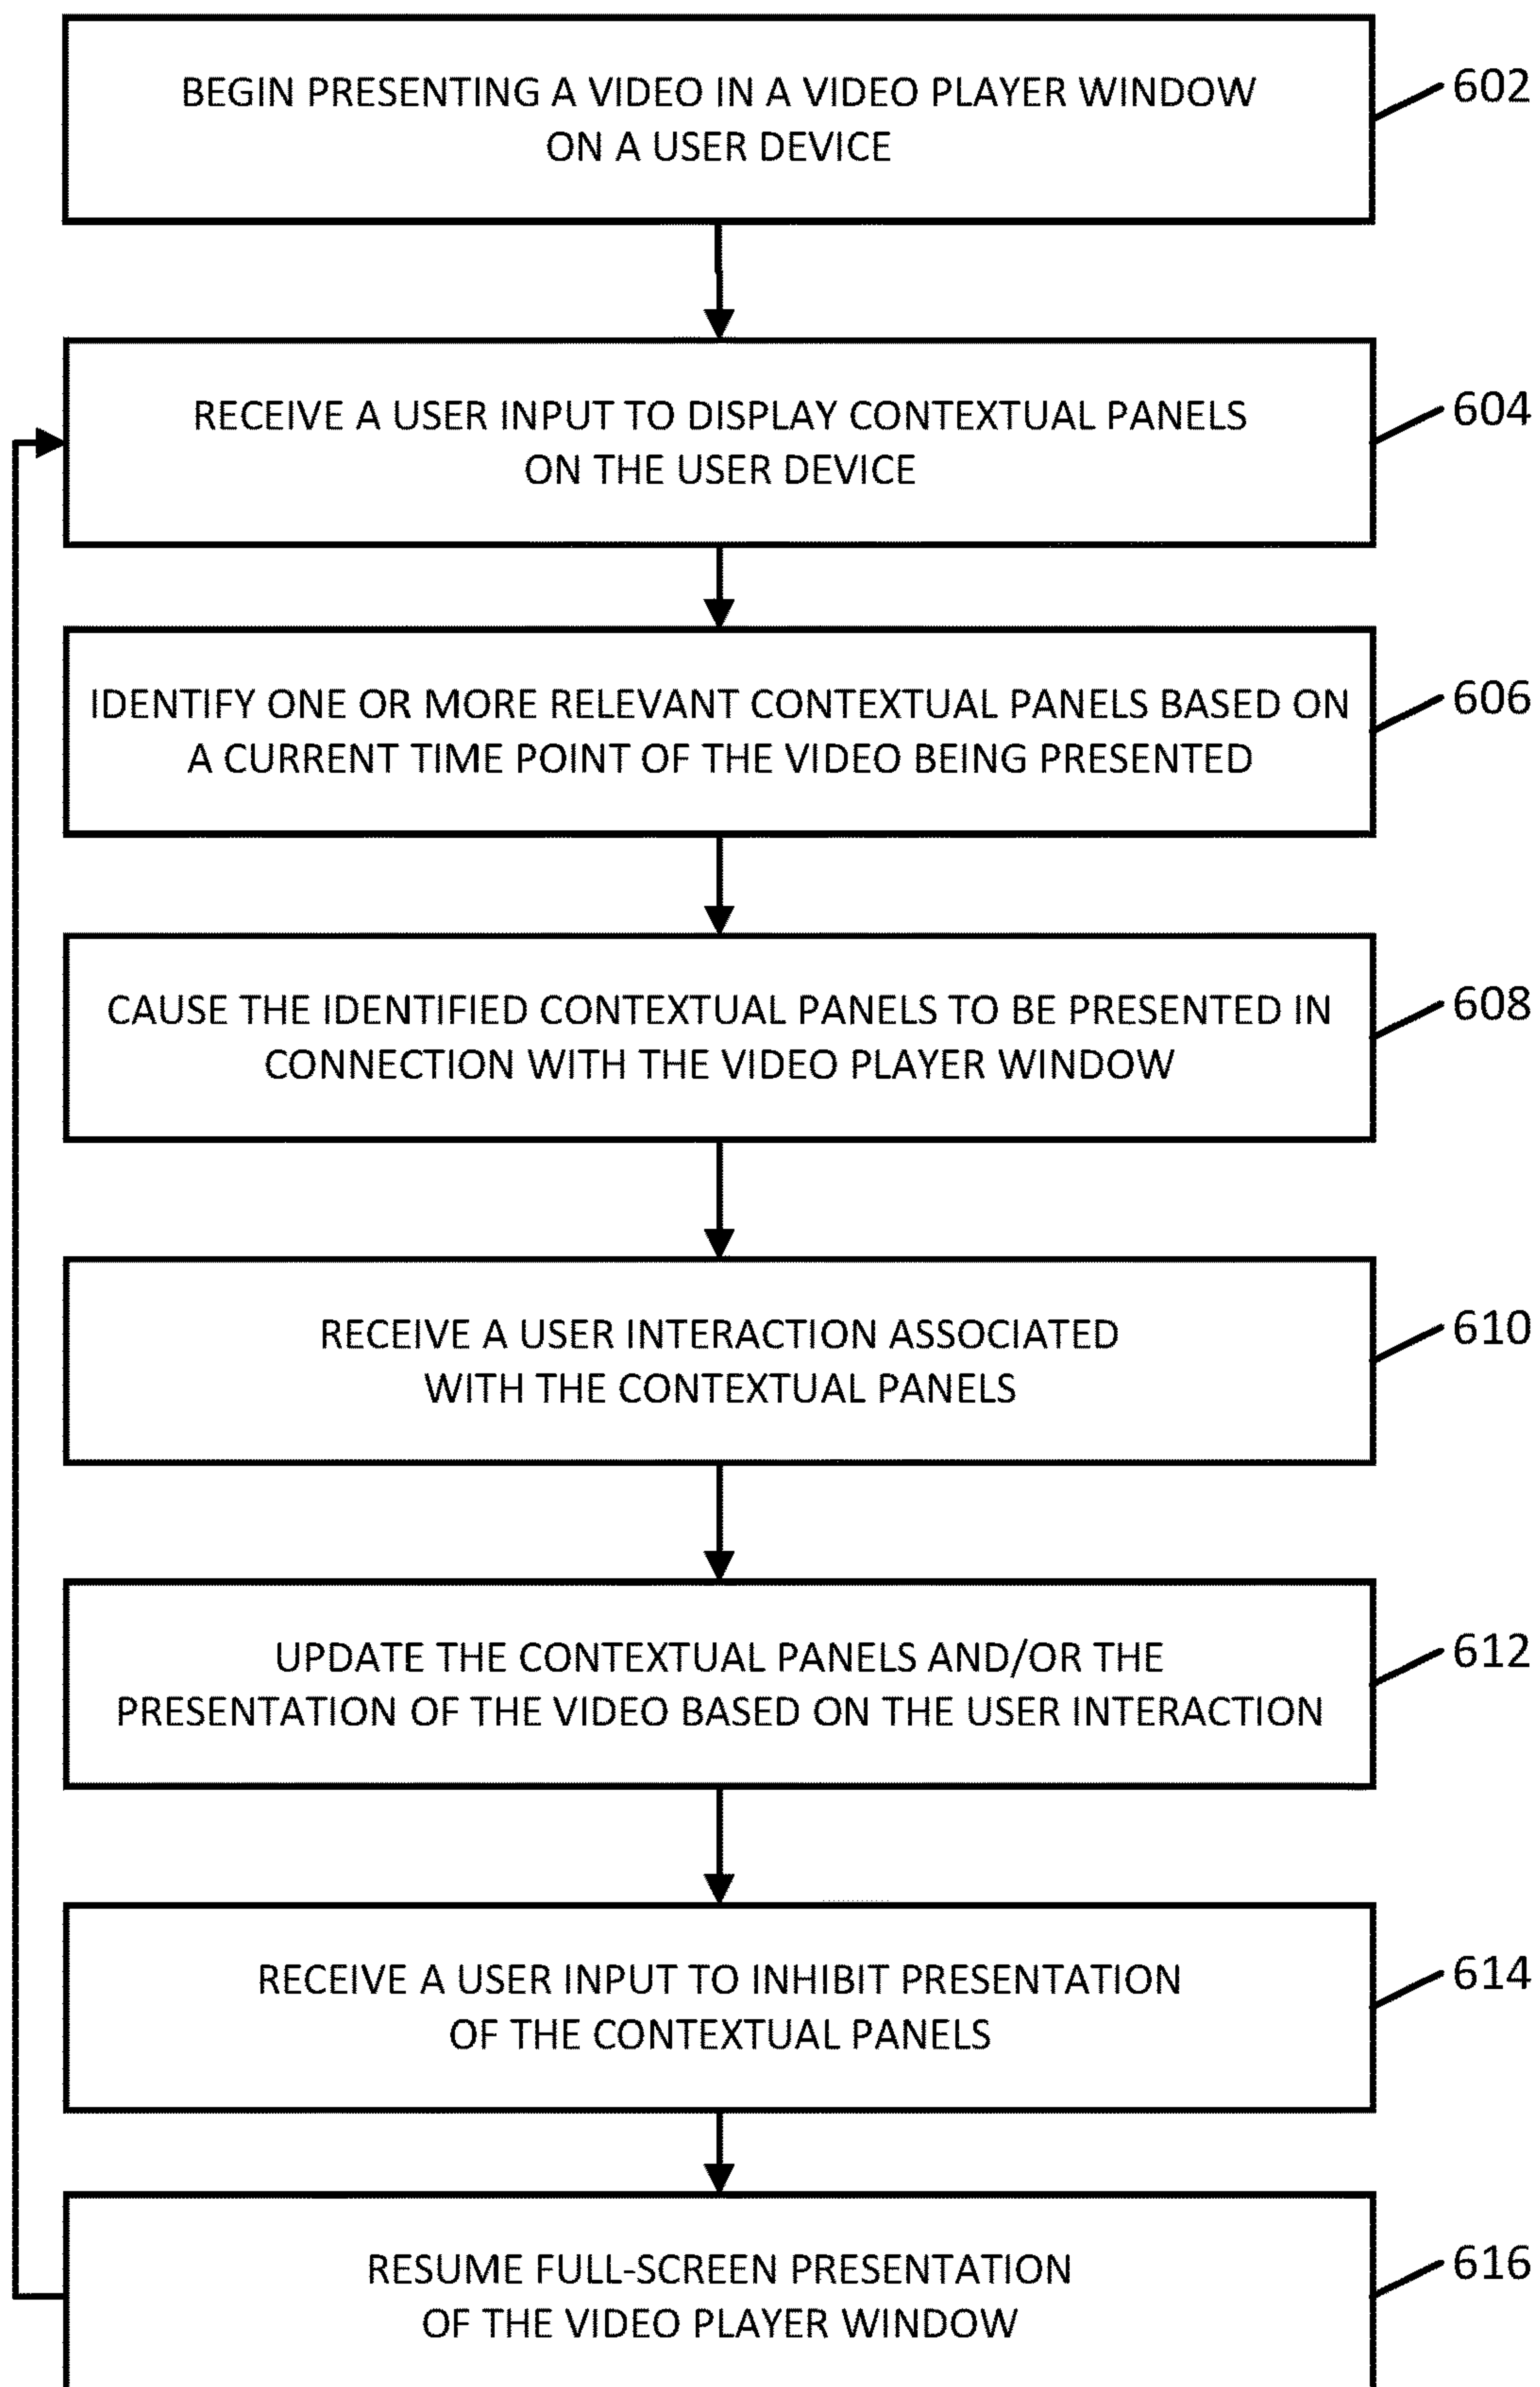 BEGIN PRESENTING A VIDEO IN A VIDEO PLAYER WINDOW
ON A USER DEVICE
602
RECEIVE A USER INPUT TO DISPLAY CONTEXTUAL PANELS
ON THE USER DEVICE
604
IDENTIFY ONE OR MORE RELEVANT CONTEXTUAL PANELS BASED ON
A CURRENT TIME POINT OF THE VIDEO BEING PRESENTED
606
CAUSE THE IDENTIFIED CONTEXTUAL PANELS TO BE PRESENTED IN
CONNECTION WITH THE VIDEO PLAYER WINDOW
608
RECEIVE A USER INTERACTION ASSOCIATED
WITH THE CONTEXTUAL PANELS
610
UPDATE THE CONTEXTUAL PANELS AND/OR THE
PRESENTATION OF THE VIDEO BASED ON THE USER INTERACTION
612
RECEIVE A USER INPUT TO INHIBIT PRESENTATION
OF THE CONTEXTUAL PANELS
614
RESUME FULL-SCREEN PRESENTATION
OF THE VIDEO PLAYER WINDOW
616